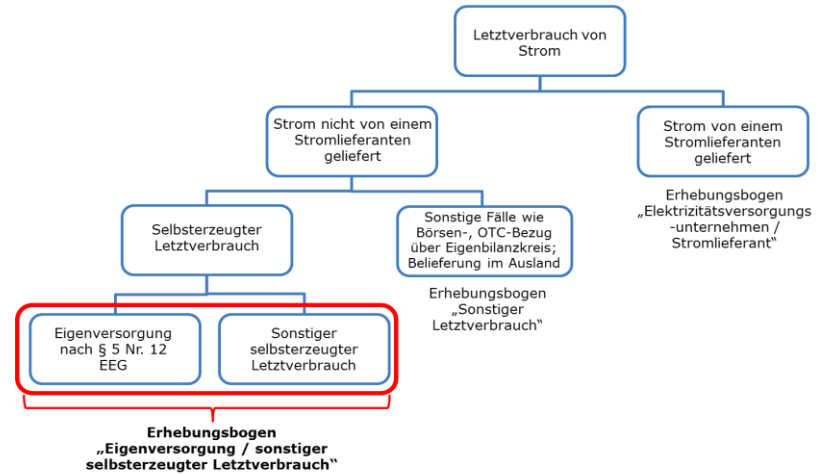 Letztverbrauch von
Strom
Strom nicht von einem
Stromlieferanten
geliefert
Strom von einem
Stromlieferanten
geliefert
Erhebungsbogen
„Elektrizitätsversorgungs
-unternehmen /
Stromlieferant“
Selbsterzeugter
Letztverbrauch
Sonstige Fälle wie
Börsen-, OTC-Bezug
über Eigenbilanzkreis;
Belieferung im Ausland
Erhebungsbogen
„Sonstiger
Letztverbrauch“
Eigenversorgung
nach § 5 Nr. 12
EEG
Sonstiger
selbsterzeugter
Letztverbrauch
Erhebungsbogen
„Eigenversorgung / sonstiger
selbsterzeugter Letztverbrauch“